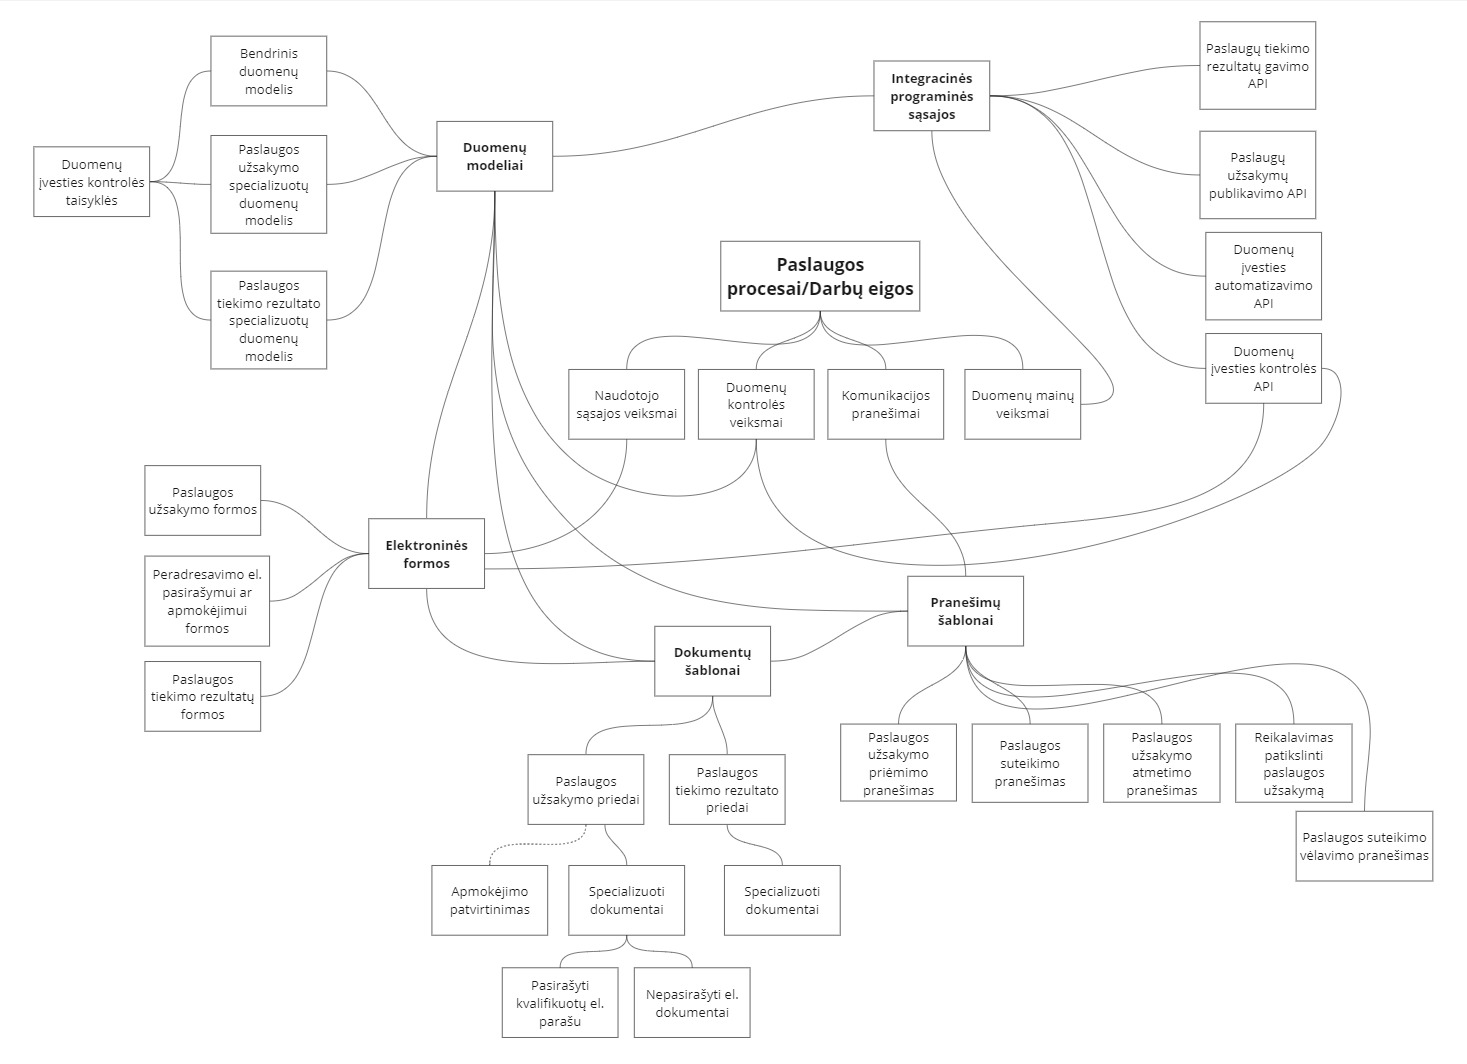 Bendrinis
duomenų
modelis
Duomenų
įvesties kontrolės
taisyklės
Paslaugos
užsakymo
specializuotų
duomenų
modelis
Paslaugos
tiekimo rezultato
specializuotų
duomenų
modelis
Duomenų
modeliai
Integracinės
programinės
sąsajos
Paslaugų tiekimo
rezultatų gavimo
API
Paslaugų
užsakymų
publikavimo API
Duomenų
įvesties
automatizavimo
API
Duomenų
įvesties kontrolės
API
Paslaugos
procesai/Darbų eigos
Naudotojo
sąsajos veiksmai
Duomenų
kontrolės
veiksmai
Komunikacijos
pranešimai
Duomenų mainų
veiksmai
Paslaugos
užsakymo formos
Peradresavimo el.
pasirašymui ar
apmokėjimui
formos
Paslaugos
tiekimo rezultatų
formos
Elektroninės
formos
Dokumentų
šablonai
Pranešimų
šablonai
Paslaugos
užsakymo priedai
Paslaugos
tiekimo rezultato
priedai
Apmokėjimo
patvirtinimas
Specializuoti
dokumentai
Specializuoti
dokumentai
Pasirašyti
kvalifikuotų el.
parašu
Nepasirašyti el.
dokumentai
Paslaugos
užsakymo
priėmimo
pranešimas
Paslaugos
suteikimo
pranešimas
Paslaugos
užsakymo
atmetimo
pranešimas
Reikalavimas
patikslinti
paslaugos
užsakymą
Paslaugos suteikimo
vėlavimo pranešimas